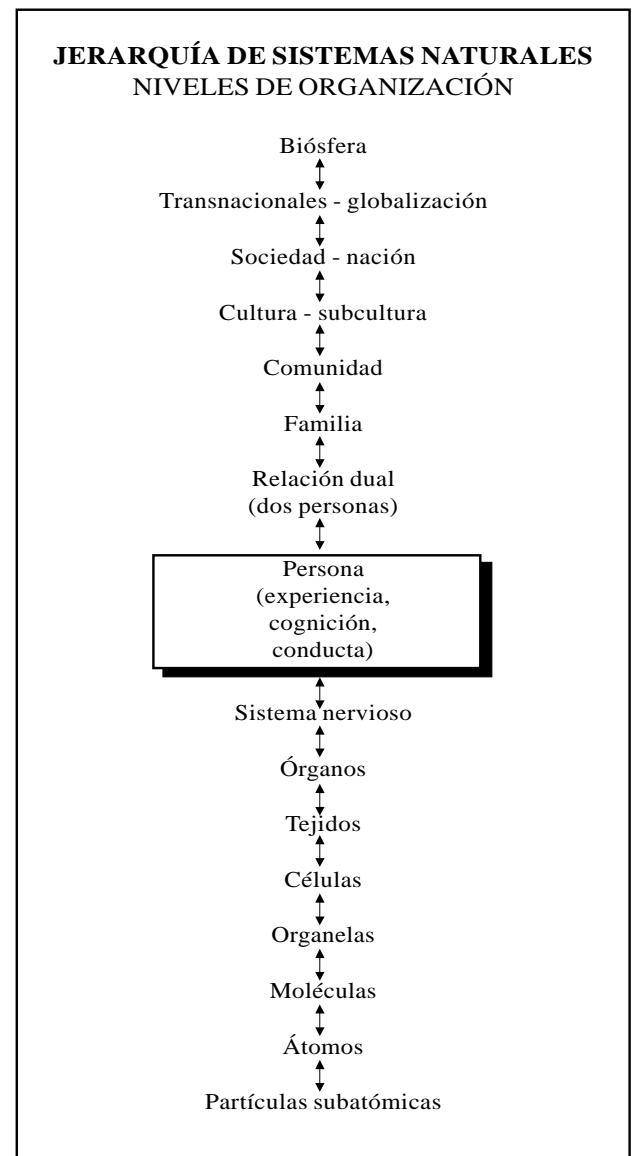 JERARQUÍA DE SISTEMAS NATURALES
NIVELES DE ORGANIZACIÓN
Biósfera
Transnacionales - globalización
Sociedad - nación
Cultura - subcultura
Comunidad
Familia
Relación dual
(dos personas)
Persona
(experiencia,
cognición,
conducta)
Sistema nervioso
Órganos
Tejidos
Células
Organelas
Moléculas
Átomos
Partículas subatómicas